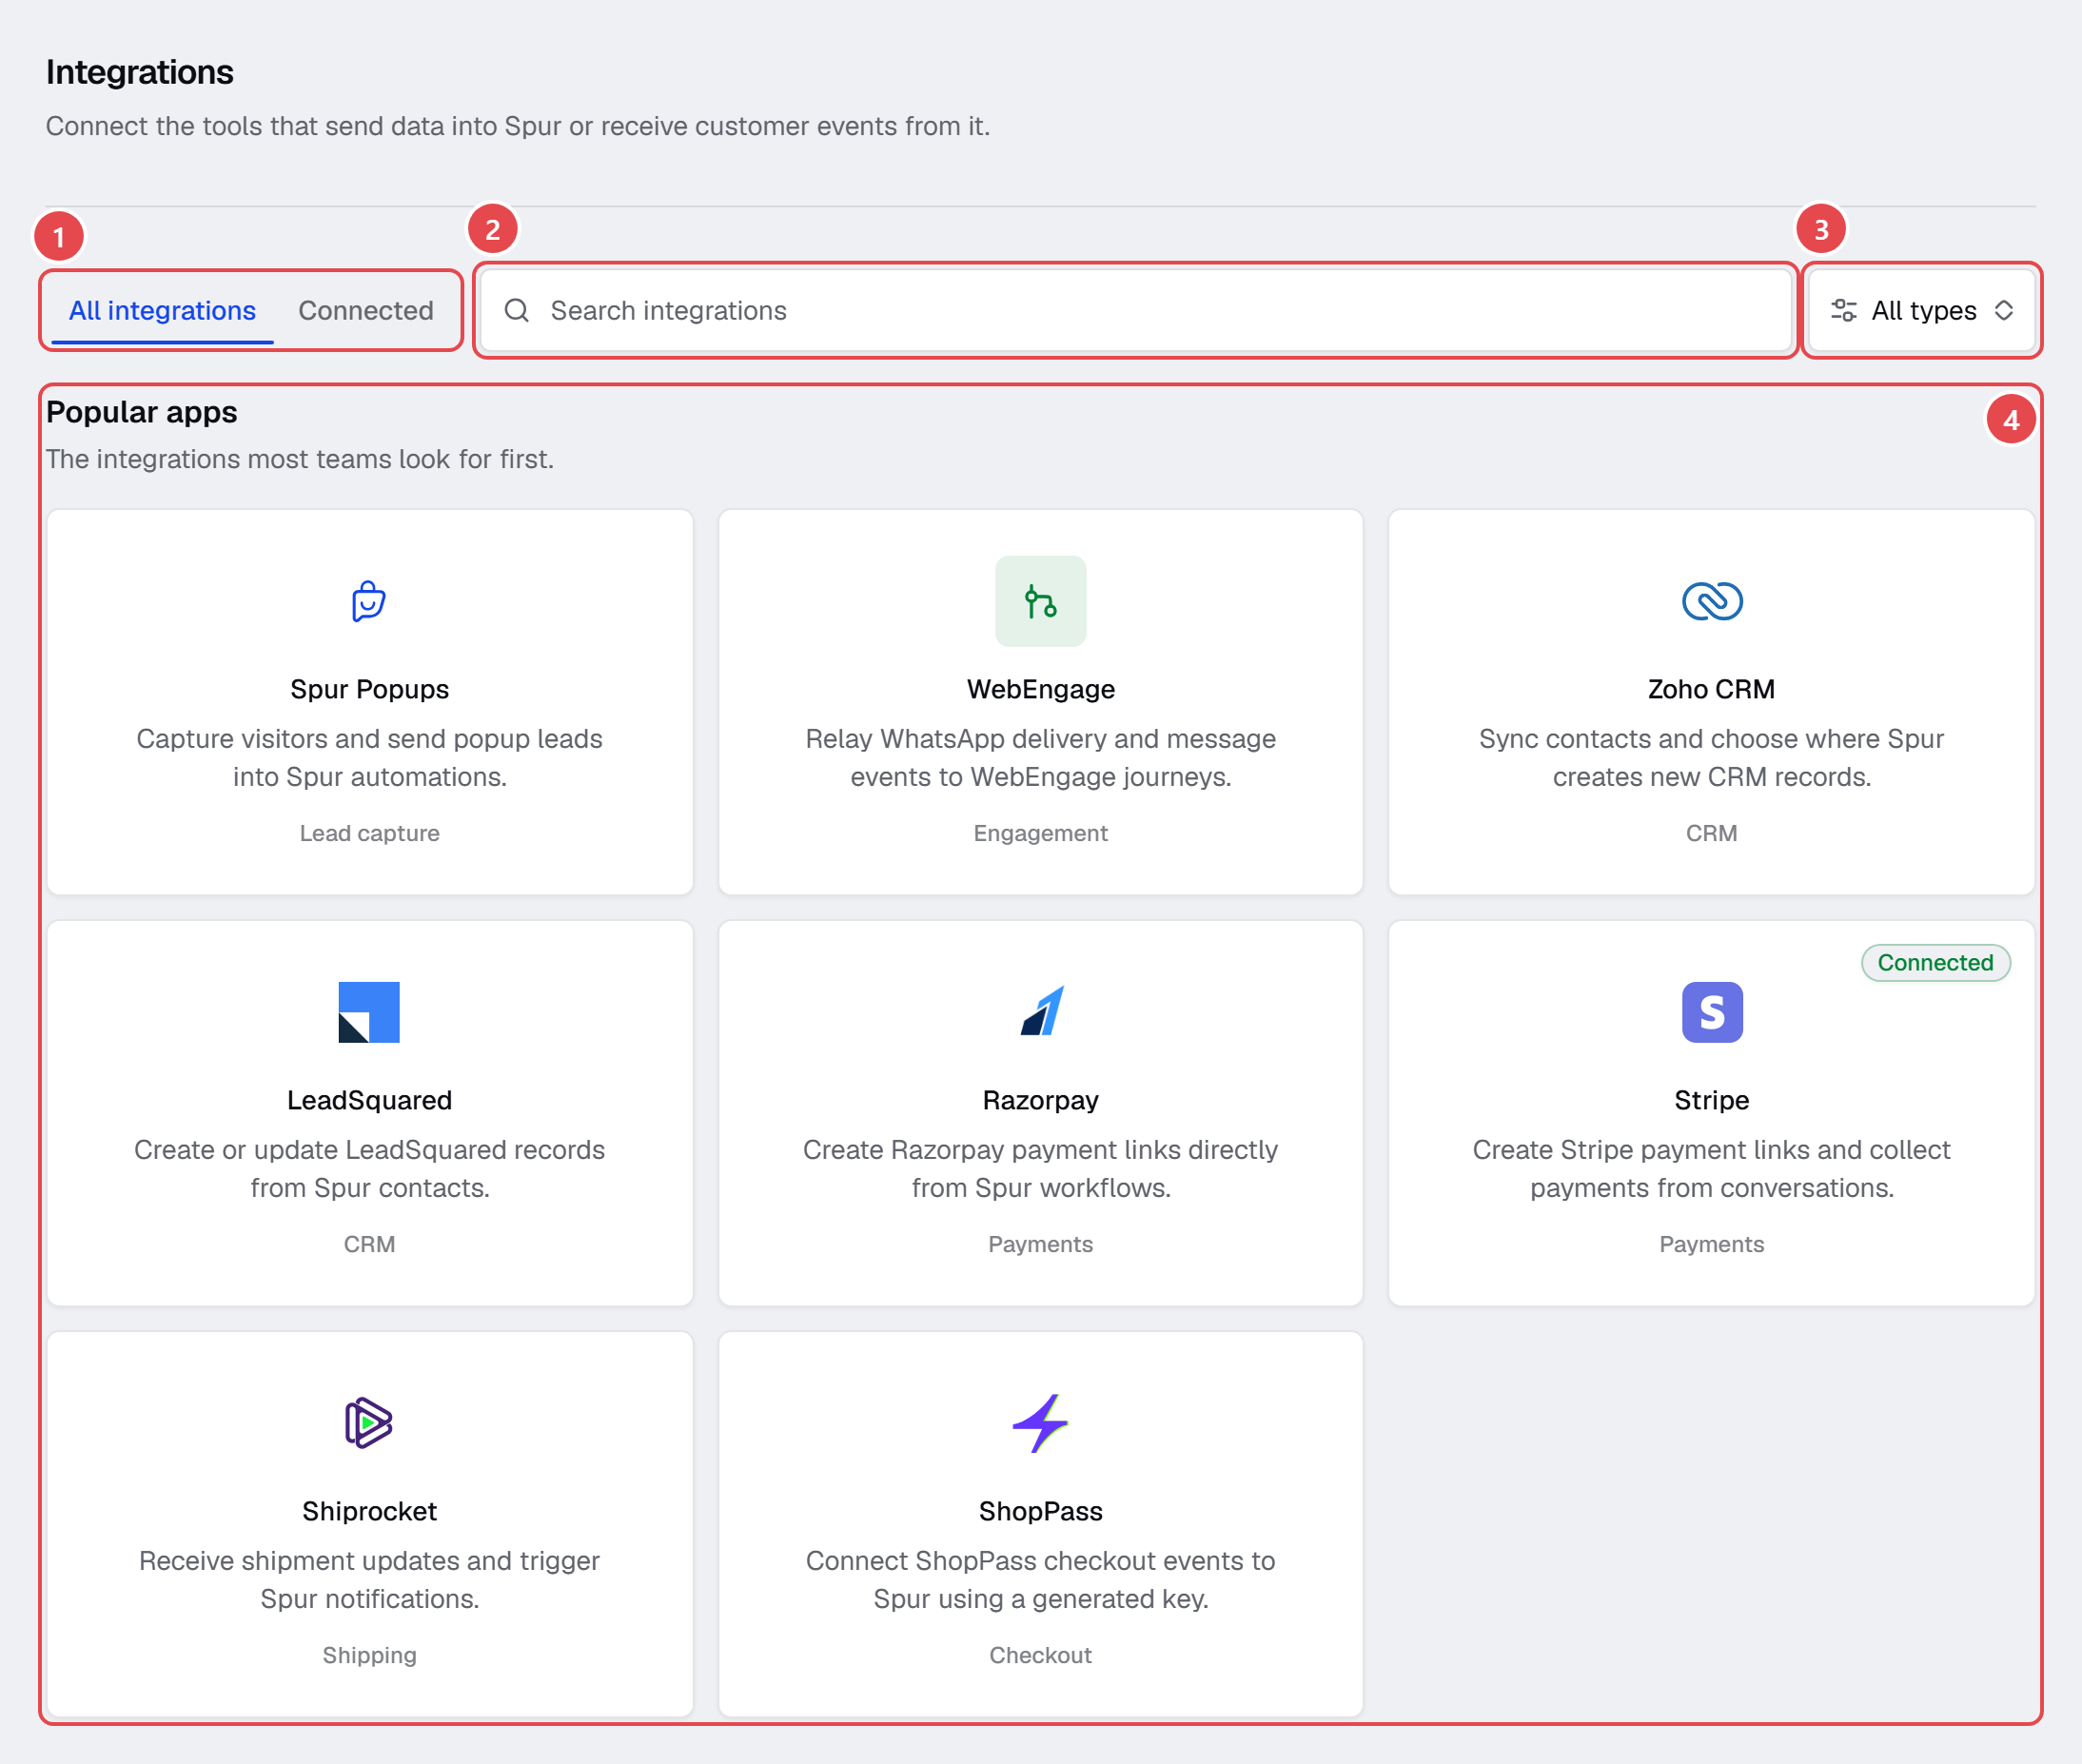 Integrations
Connect the tools that send data into Spur or receive customer events from it.
1
2
3
All integrations
Connected
Search integrations
All types
Popular apps
4
The integrations most teams look for first.
Spur Popups
Capture visitors and send popup leads
into Spur automations.
Lead capture
WebEngage
Relay WhatsApp delivery and message
events to WebEngage journeys.
Engagement
Zoho CRM
Sync contacts and choose where Spur
creates new CRM records.
CRM
LeadSquared
Create or update LeadSquared records
from Spur contacts.
CRM
Razorpay
Create Razorpay payment links directly
from Spur workflows.
Payments
Connected
S
Stripe
Create Stripe payment links and collect
payments from conversations.
Payments
Shiprocket
Receive shipment updates and trigger
Spur notifications.
Shipping
ShopPass
Connect ShopPass checkout events to
Spur using a generated key.
Checkout